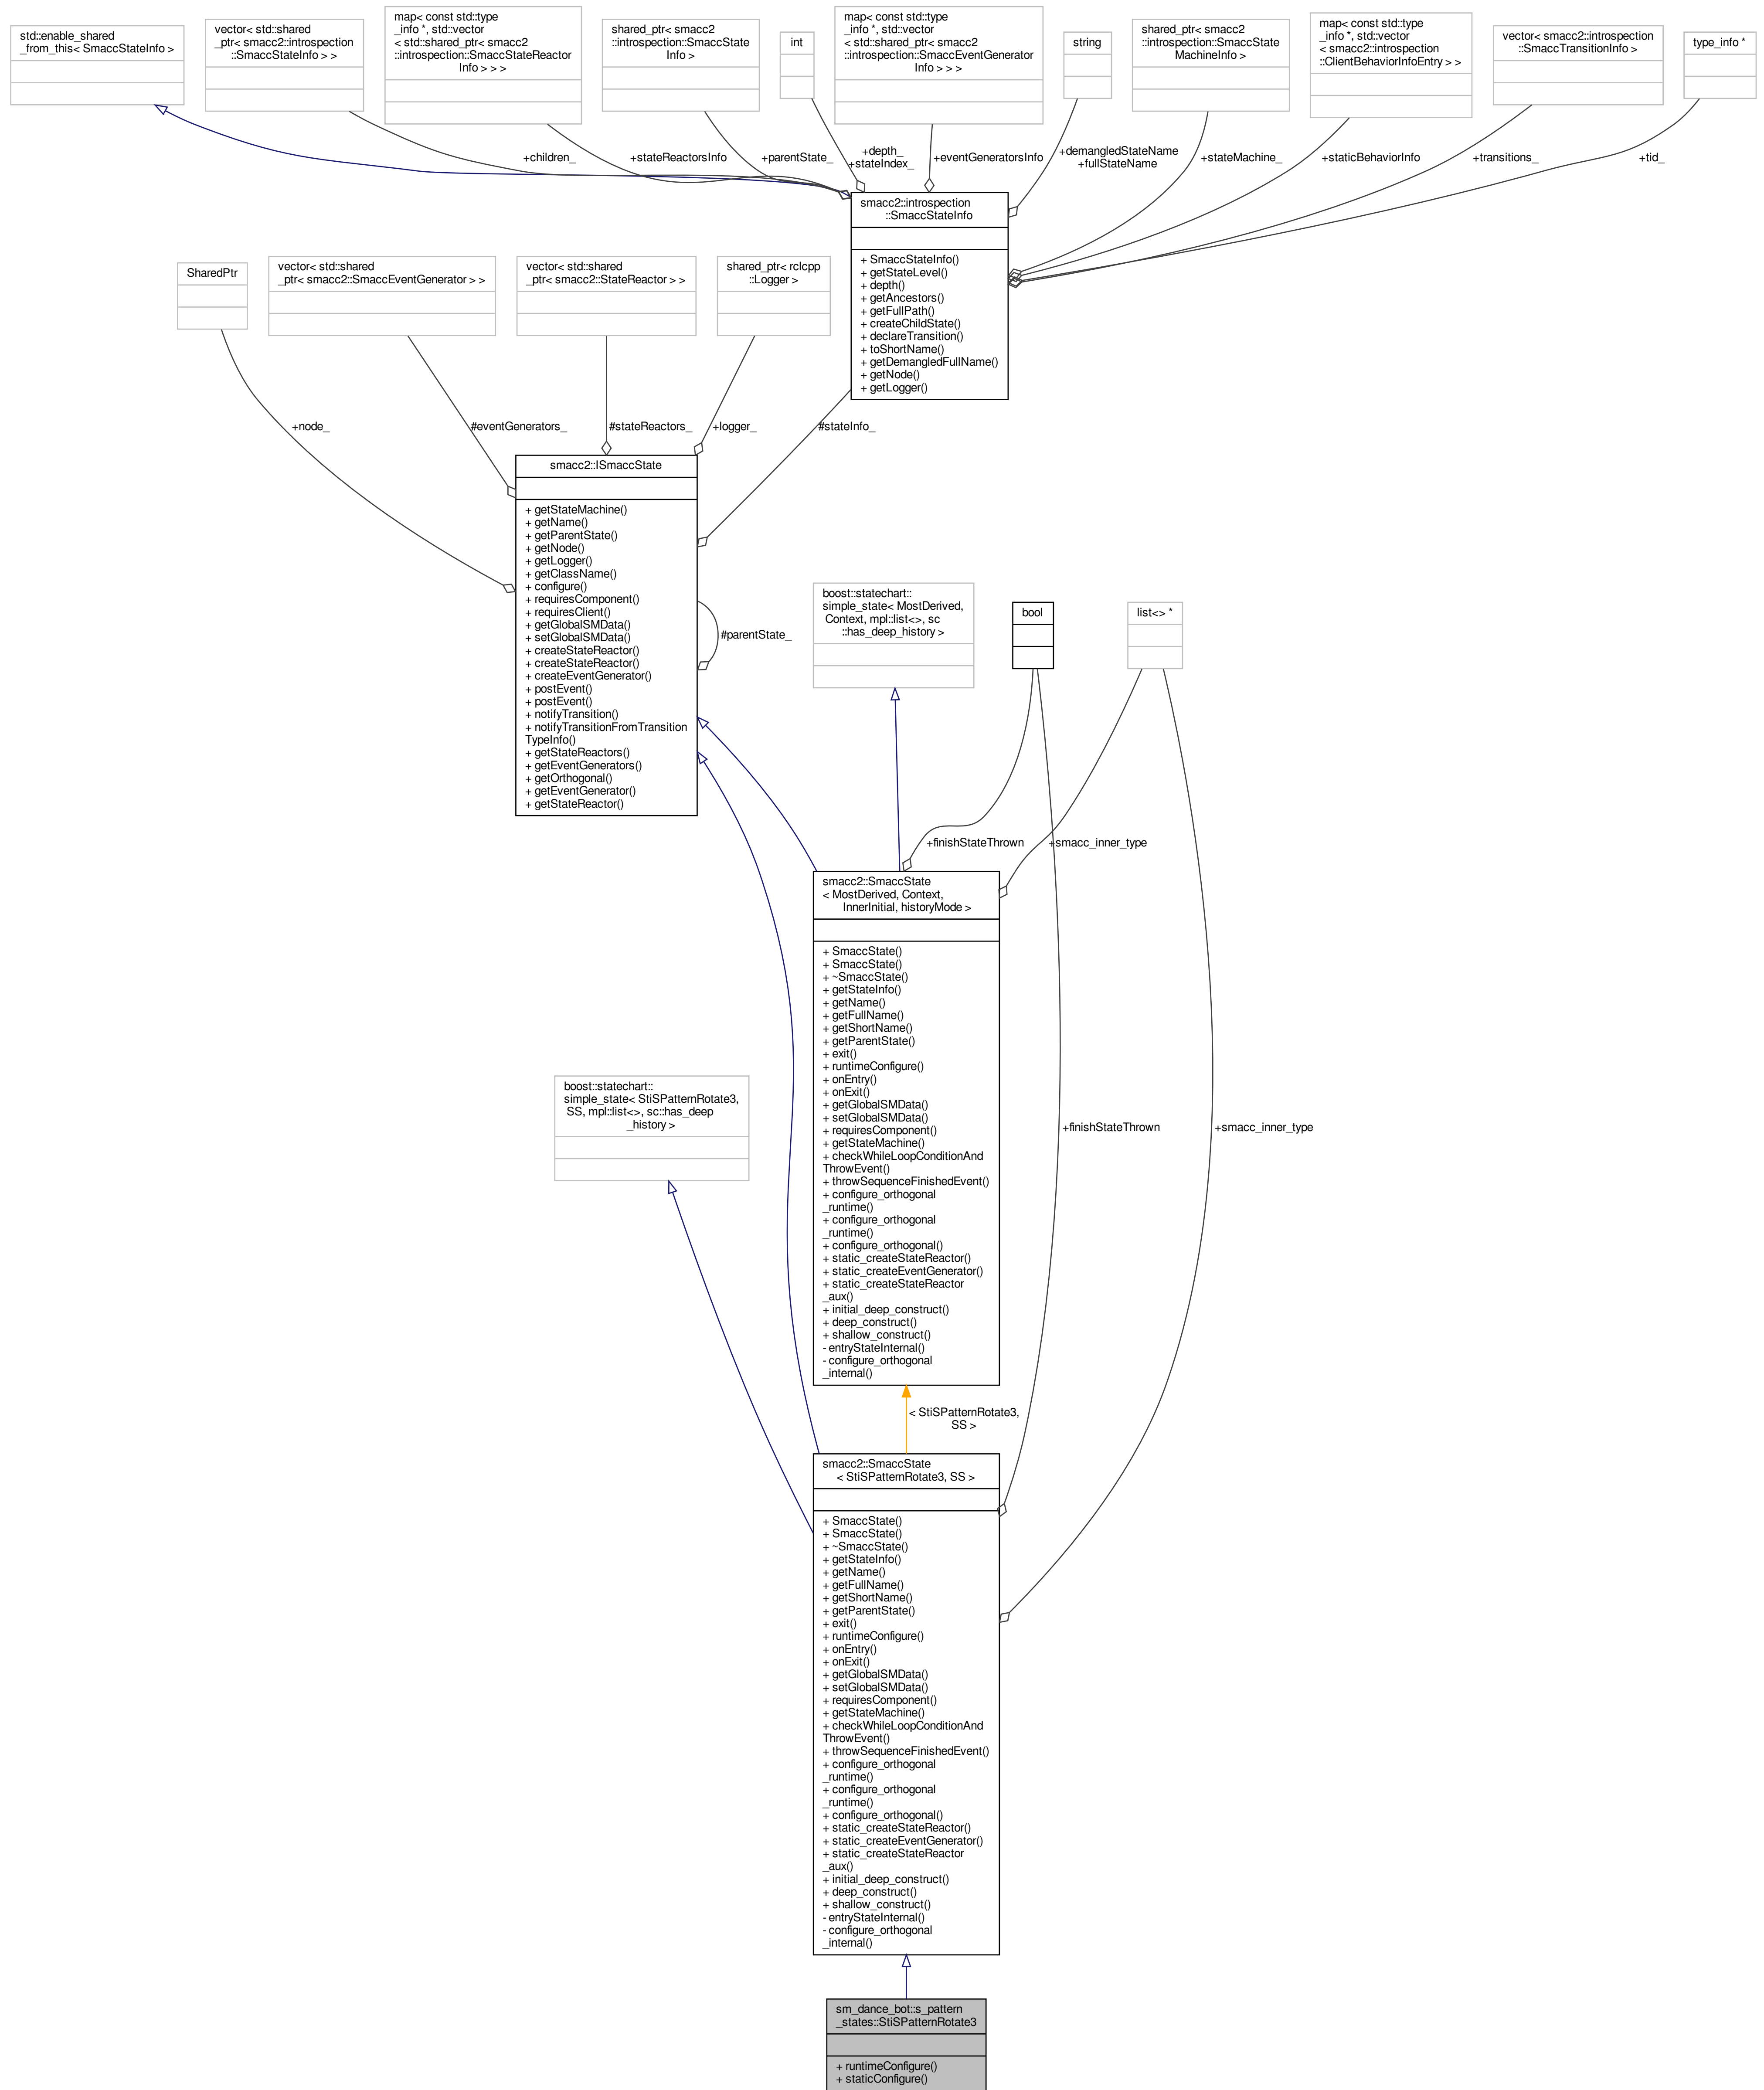 std::enable_shared
_from_this< SmaccStateInfo >
vector< std::shared
_ptr< smacc2::introspection
::SmaccStateInfo > >
map< const std::type
_info *, std::vector
< std::shared_ptr< smacc2
::introspection::SmaccStateReactor
Info > > >
shared_ptr< smacc2
::introspection::SmaccState
Info >
int
map< const std::type
_info *, std::vector
< std::shared_ptr< smacc2
::introspection::SmaccEventGenerator
Info > > >
string
shared_ptr< smacc2
::introspection::SmaccState
MachineInfo >
map< const std::type
_info *, std::vector
< smacc2::introspection
::ClientBehaviorInfoEntry > >
vector< smacc2::introspection
::SmaccTransitionInfo >
type_info *
+children_
+stateReactorsInfo
+parentState_
+depth_
+stateIndex_
+eventGeneratorsInfo
+demangledStateName
+fullStateName
+stateMachine_
+staticBehaviorInfo
+transitions_
+tid_
smacc2::introspection
::SmaccStateInfo
+ SmaccStateInfo()
+ getStateLevel()
+ depth()
+ getAncestors()
+ getFullPath()
+ createChildState()
+ declareTransition()
+ toShortName()
+ getDemangledFullName()
+ getNode()
+ getLogger()
SharedPtr
vector< std::shared
_ptr< smacc2::SmaccEventGenerator > >
vector< std::shared
_ptr< smacc2::StateReactor > >
shared_ptr< rclcpp
::Logger >
+node_
#eventGenerators_
#stateReactors_
+logger_
#stateInfo_
smacc2::ISmaccState
+ getStateMachine()
+ getName()
+ getParentState()
+ getNode()
+ getLogger()
+ getClassName()
+ configure()
+ requiresComponent()
+ requiresClient()
+ getGlobalSMData()
+ setGlobalSMData()
+ createStateReactor()
+ createStateReactor()
+ createEventGenerator()
+ postEvent()
+ postEvent()
+ notifyTransition()
+ notifyTransitionFromTransition
TypeInfo()
+ getStateReactors()
+ getEventGenerators()
+ getOrthogonal()
+ getEventGenerator()
+ getStateReactor()
#parentState_
boost::statechart::
simple_state< MostDerived,
Context, mpl::list<>, sc
::has_deep_history >
bool
list<> *
+finishStateThrown
+smacc_inner_type
smacc2::SmaccState
< MostDerived, Context,
InnerInitial, historyMode >
+ SmaccState()
+ SmaccState()
+ ~SmaccState()
+ getStateInfo()
+ getName()
+ getFullName()
+ getShortName()
+ getParentState()
+ exit()
+ runtimeConfigure()
+ onEntry()
+ onExit()
+ getGlobalSMData()
+ setGlobalSMData()
+ requiresComponent()
+ getStateMachine()
+ checkWhileLoopConditionAnd
ThrowEvent()
+ throwSequenceFinishedEvent()
+ configure_orthogonal
_runtime()
+ configure_orthogonal
_runtime()
+ configure_orthogonal()
+ static_createStateReactor()
+ static_createEventGenerator()
+ static_createStateReactor
_aux()
+ initial_deep_construct()
+ deep_construct()
+ shallow_construct()
- entryStateInternal()
- configure_orthogonal
_internal()
boost::statechart::
simple_state< StiSPatternRotate3,
SS, mpl::list<>, sc::has_deep
_history >
+finishStateThrown
+smacc_inner_type
< StiSPatternRotate3,
SS >
smacc2::SmaccState
< StiSPatternRotate3, SS >
+ SmaccState()
+ SmaccState()
+ ~SmaccState()
+ getStateInfo()
+ getName()
+ getFullName()
+ getShortName()
+ getParentState()
+ exit()
+ runtimeConfigure()
+ onEntry()
+ onExit()
+ getGlobalSMData()
+ setGlobalSMData()
+ requiresComponent()
+ getStateMachine()
+ checkWhileLoopConditionAnd
ThrowEvent()
+ throwSequenceFinishedEvent()
+ configure_orthogonal
_runtime()
+ configure_orthogonal
_runtime()
+ configure_orthogonal()
+ static_createStateReactor()
+ static_createEventGenerator()
+ static_createStateReactor
_aux()
+ initial_deep_construct()
+ deep_construct()
+ shallow_construct()
- entryStateInternal()
- configure_orthogonal
_internal()
sm_dance_bot::s_pattern
_states::StiSPatternRotate3
+ runtimeConfigure()
+ staticConfigure()